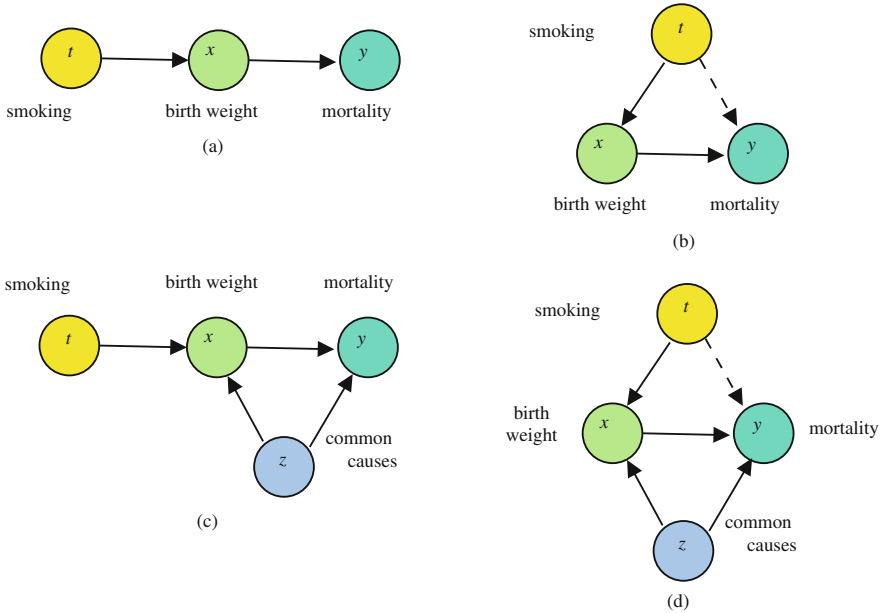 t
x
y
smoking
birth weight
mortality
(a)
smoking
t
x
y
birth weight
mortality
(b)
smoking
birth weight
mortality
t
x
y
z
common
causes
(c)
smoking
t
birth
weight
x
y
mortality
z
common
causes
(d)